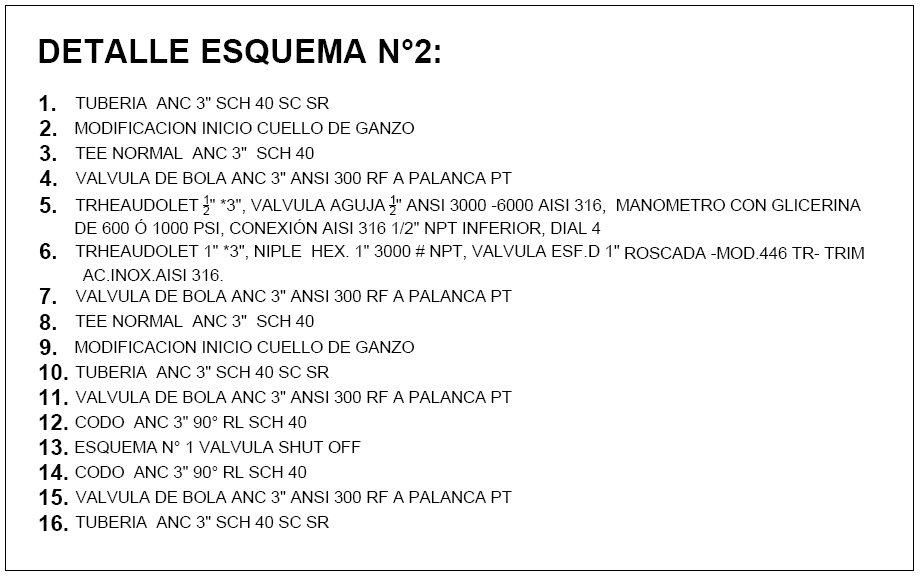 DETALLE ESQUEMA N°2:
1. TUBERIA ANC 3" SCH 40 SC SR
2. MODIFICACION INICIO CUELLO DE GANZO
3. TEE NORMAL ANC 3" SCH 40
4. VALVULA DE BOLA ANC 3" ANSI 300 RF A PALANCA PT
5. TRHEAUDOLET ½" *3", VALVULA AGUJA ½" ANSI 3000 -6000 AISI 316, MANOMETRO CON GLICERINA
DE 600 Ó 1000 PSI, CONEXIÓN AISI 316 1/2" NPT INFERIOR, DIAL 4
6. TRHEAUDOLET 1" *3", NIPLE HEX. 1" 3000 # NPT, VALVULA ESF.D 1" ROSCADA -MOD.446 TR- TRIM
AC.INOX.AISI 316.
7. VALVULA DE BOLA ANC 3" ANSI 300 RF A PALANCA PT
8. TEE NORMAL ANC 3" SCH 40
9. MODIFICACION INICIO CUELLO DE GANZO
10. TUBERIA ANC 3" SCH 40 SC SR
11. VALVULA DE BOLA ANC 3" ANSI 300 RF A PALANCA PT
12. CODO ANC 3" 90° RL SCH 40
13. ESQUEMA N° 1 VALVULA SHUT OFF
14. CODO ANC 3" 90° RL SCH 40
15. VALVULA DE BOLA ANC 3" ANSI 300 RF A PALANCA PT
16. TUBERIA ANC 3" SCH 40 SC SR